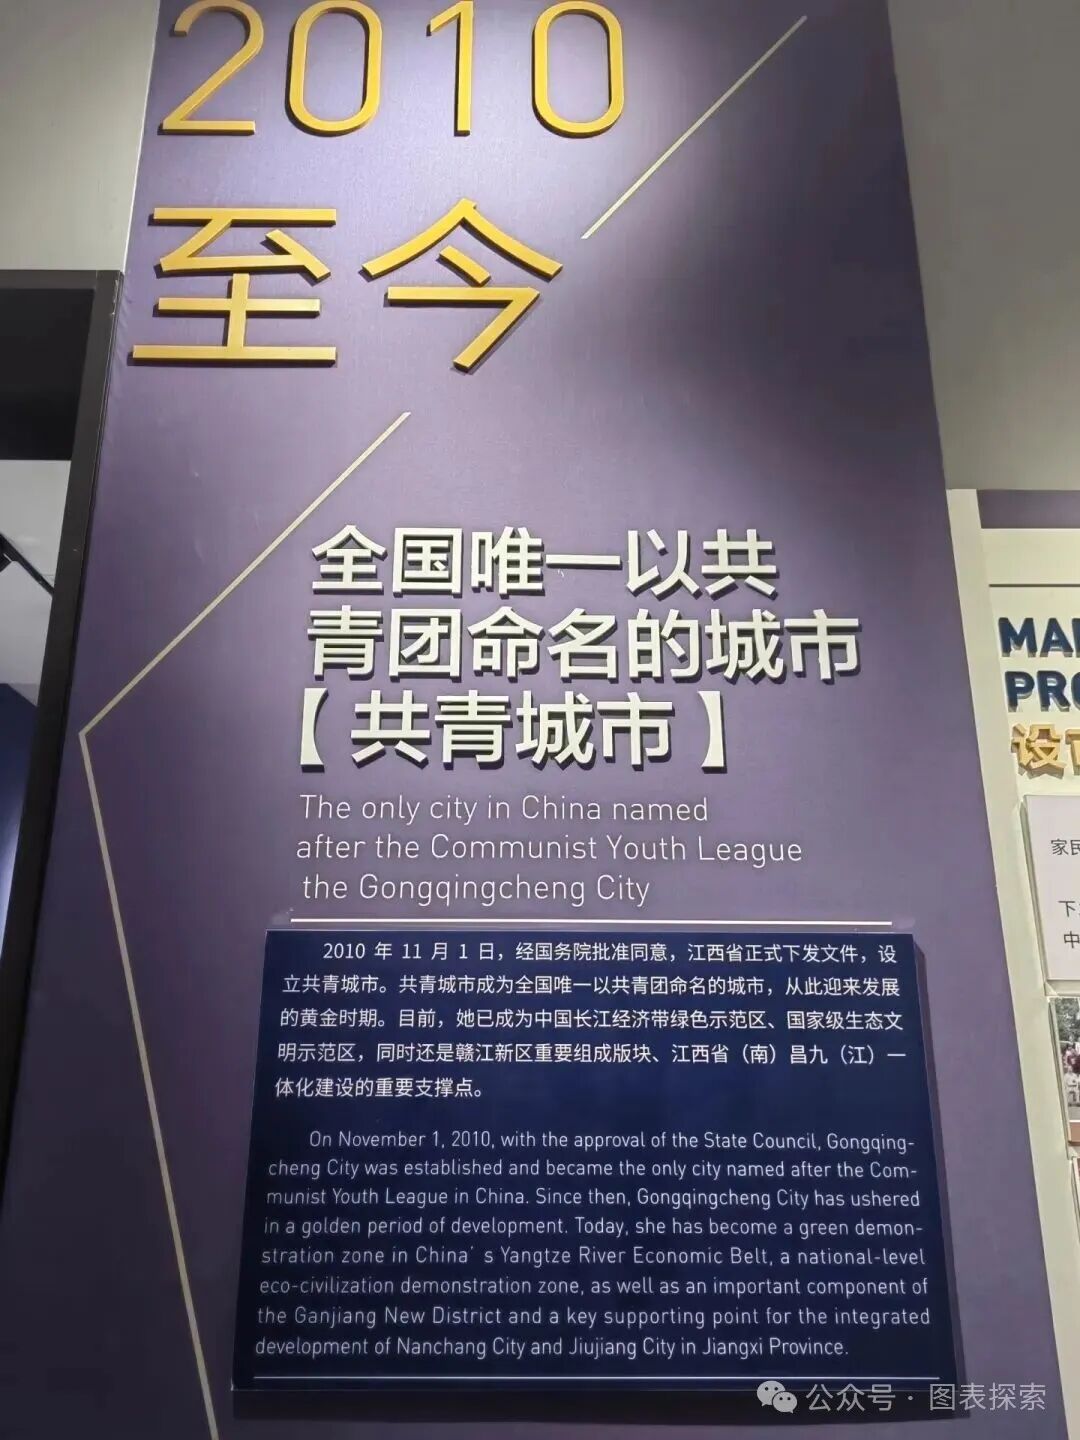 2010
至今
全国唯一以共
青团命名的城市
【共青城市】
The only city in China named
after the Communist Youth League
the Gongqingcheng City
2010 年 11 月 1 日，经国务院批准同意，江西省正式下发文件，设
立共青城市。共青城市成为全国唯一以共青团命名的城市，从此迎来发展
的黄金时期。目前，她已成为中国长江经济带绿色示范区、国家级生态文
明示范区，同时还是赣江新区重要组成版块、江西省（南）昌九（江）一
体化建设的重要支撑点。
On November 1, 2010, with the approval of the State Council, Gongqing-
cheng City was established and became the only city named after the Com-
munist Youth League in China. Since then, Gongqingcheng City has ushered
in a golden period of development. Today, she has become a green demon-
stration zone in China's Yangtze River Economic Belt, a national-level
eco-civilization demonstration zone, as well as an important component of
the Ganjiang New District and a key supporting point for the integrated
development of Nanchang City and Jiujiang City in Jiangxi Province.
MA
PRO
设
家民
下
中
公众号·图表探索